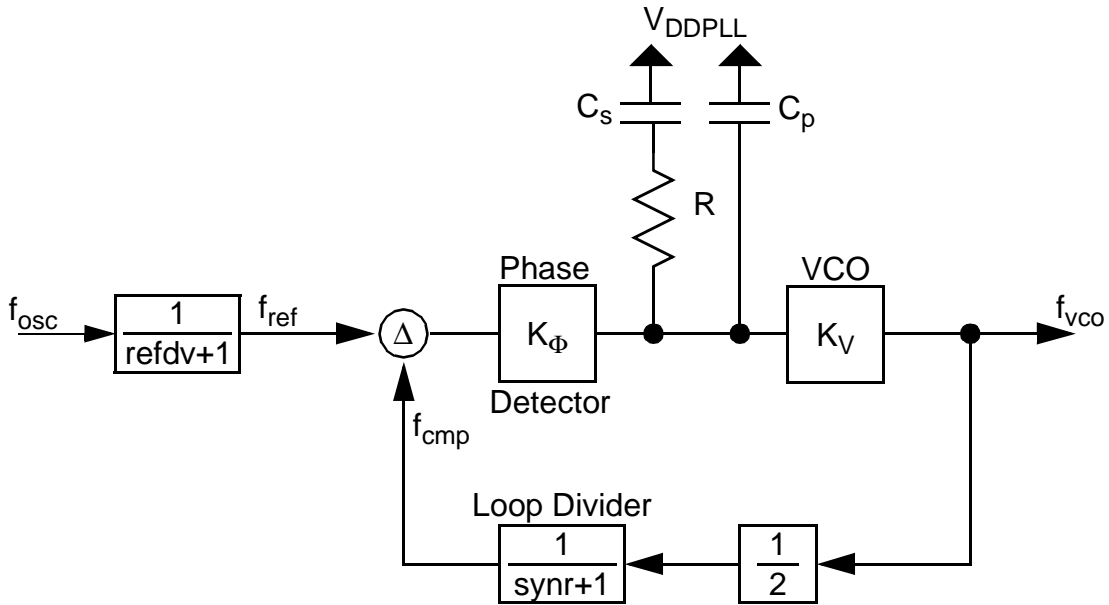 V_DDPLL
C_s
C_p
R
Phase
VCO
f_osc
1
refdv+1
f_ref
Δ
K_Φ
K_V
f_vco
Detector
f_cmp
Loop Divider
1
synr+1
1
2